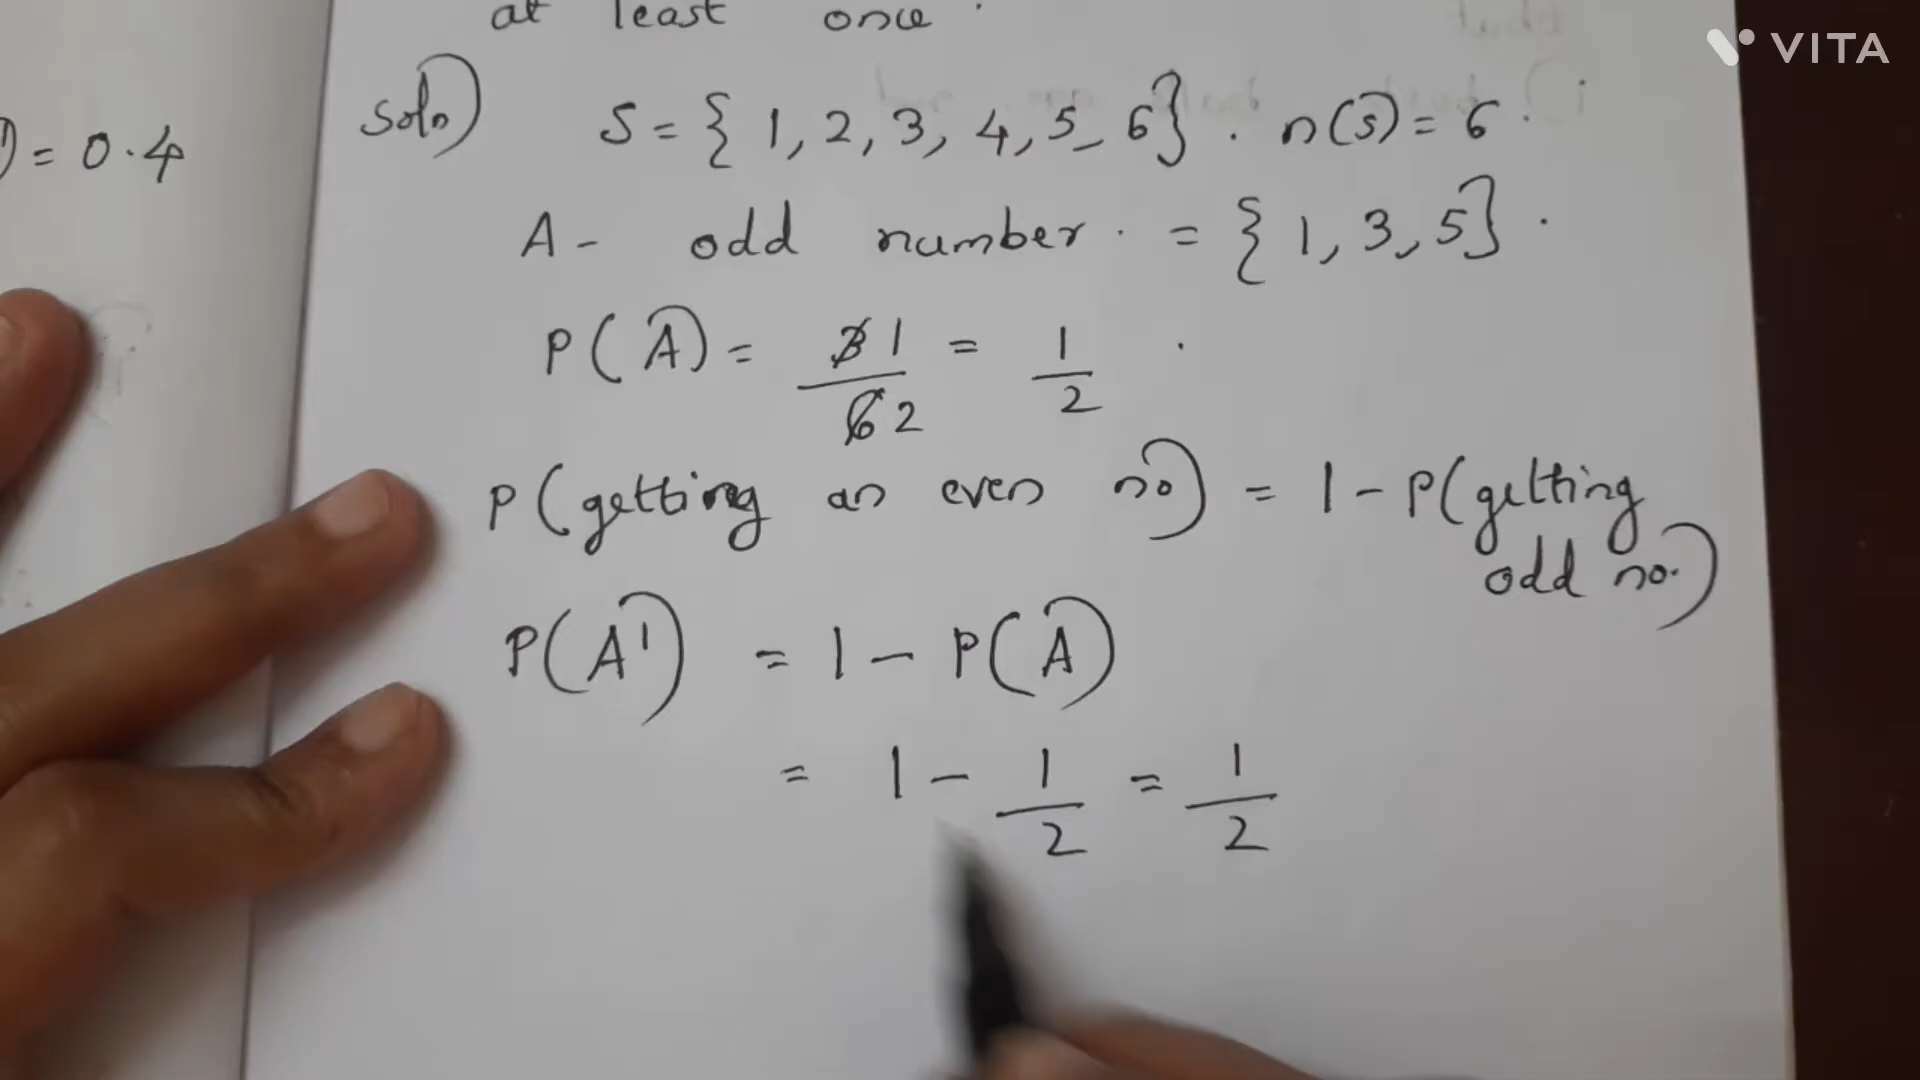 at least once.
VITA
Soln)
S = { 1, 2, 3, 4, 5, 6} . n(s) = 6 .
) = 0.4
A - odd number . = { 1, 3, 5} .
P(A) = 3 1 / 6 2 = 1/2 .
P(getting an even no) = 1 - P(getting
odd no.)
P(A') = 1 - P(A)
= 1 - 1/2 = 1/2